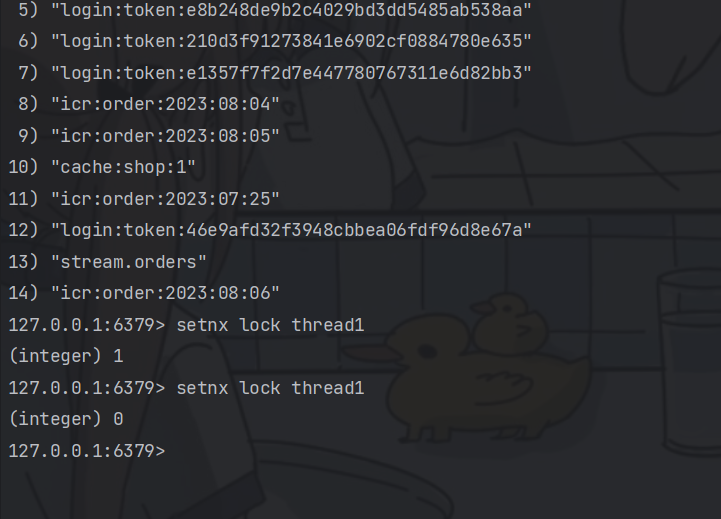 5) "login:token:e8b248de9b2c4029bd3dd5485ab538aa"
6) "login:token:210d3f91273841e6902cf0884780e635"
7) "login:token:e1357f7f2d7e447780767311e6d82bb3"
8) "icr:order:2023:08:04"
9) "icr:order:2023:08:05"
10) "cache:shop:1"
11) "icr:order:2023:07:25"
12) "login:token:46e9afd32f3948cbbea06fdf96d8e67a"
13) "stream.orders"
14) "icr:order:2023:08:06"
127.0.0.1:6379> setnx lock thread1
(integer) 1
127.0.0.1:6379> setnx lock thread1
(integer) 0
127.0.0.1:6379>